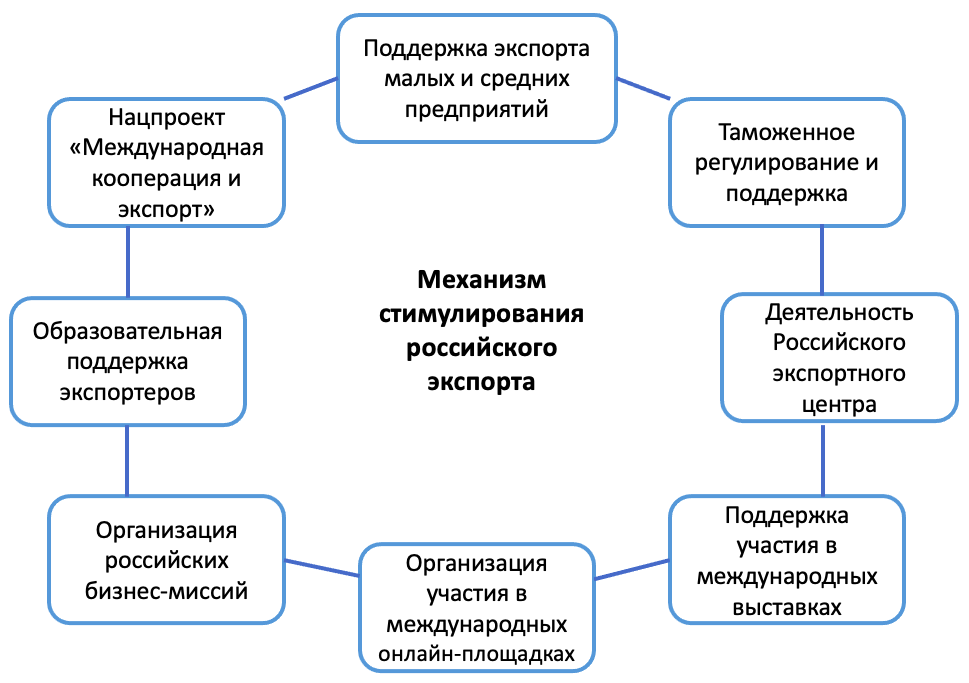 Поддержка экспорта
малых и средних
предприятий
Нацпроект
«Международная
кооперация и
экспорт»
Таможенное
регулирование и
поддержка
Механизм
стимулирования
российского
экспорта
Образовательная
поддержка
экспортеров
Деятельность
Российского
экспортного
центра
Организация
российских
бизнес-миссий
Организация
участия в
международных
онлайн-площадках
Поддержка
участия в
международных
выставках